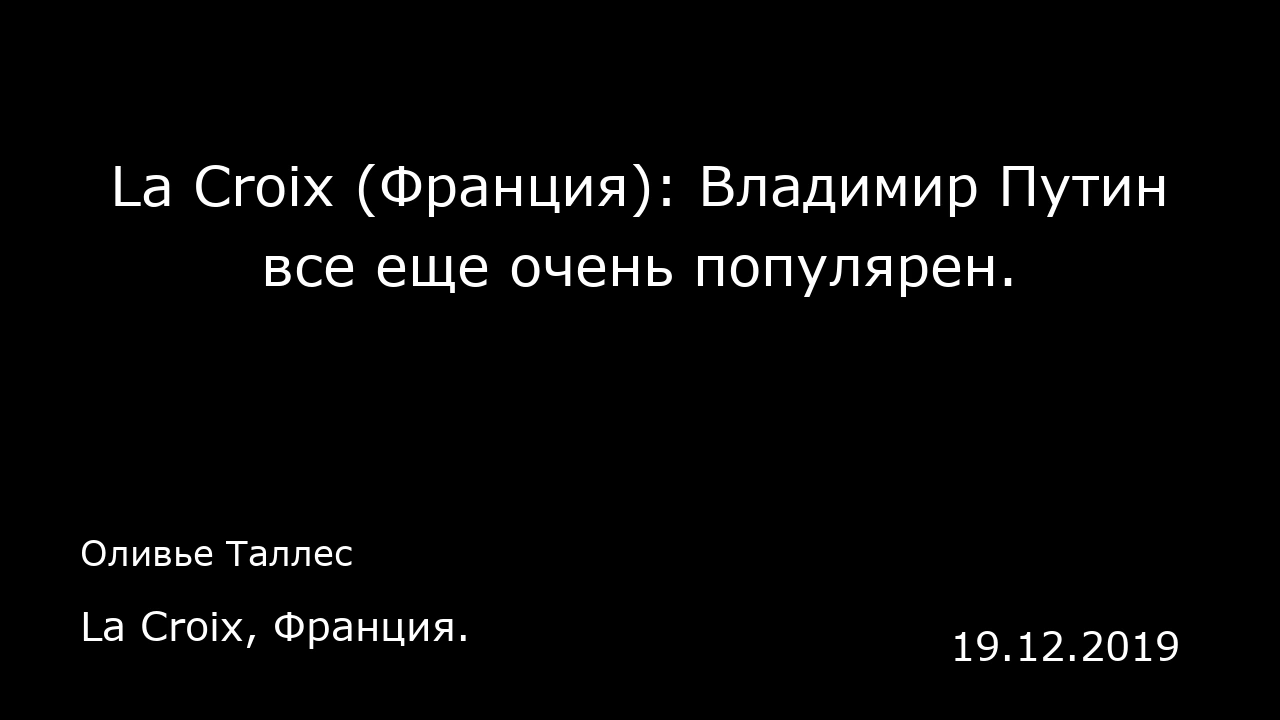 La Croix (Франция): Владимир Путин
все еще очень популярен.
Оливье Таллес
La Croix, Франция.
19.12.2019